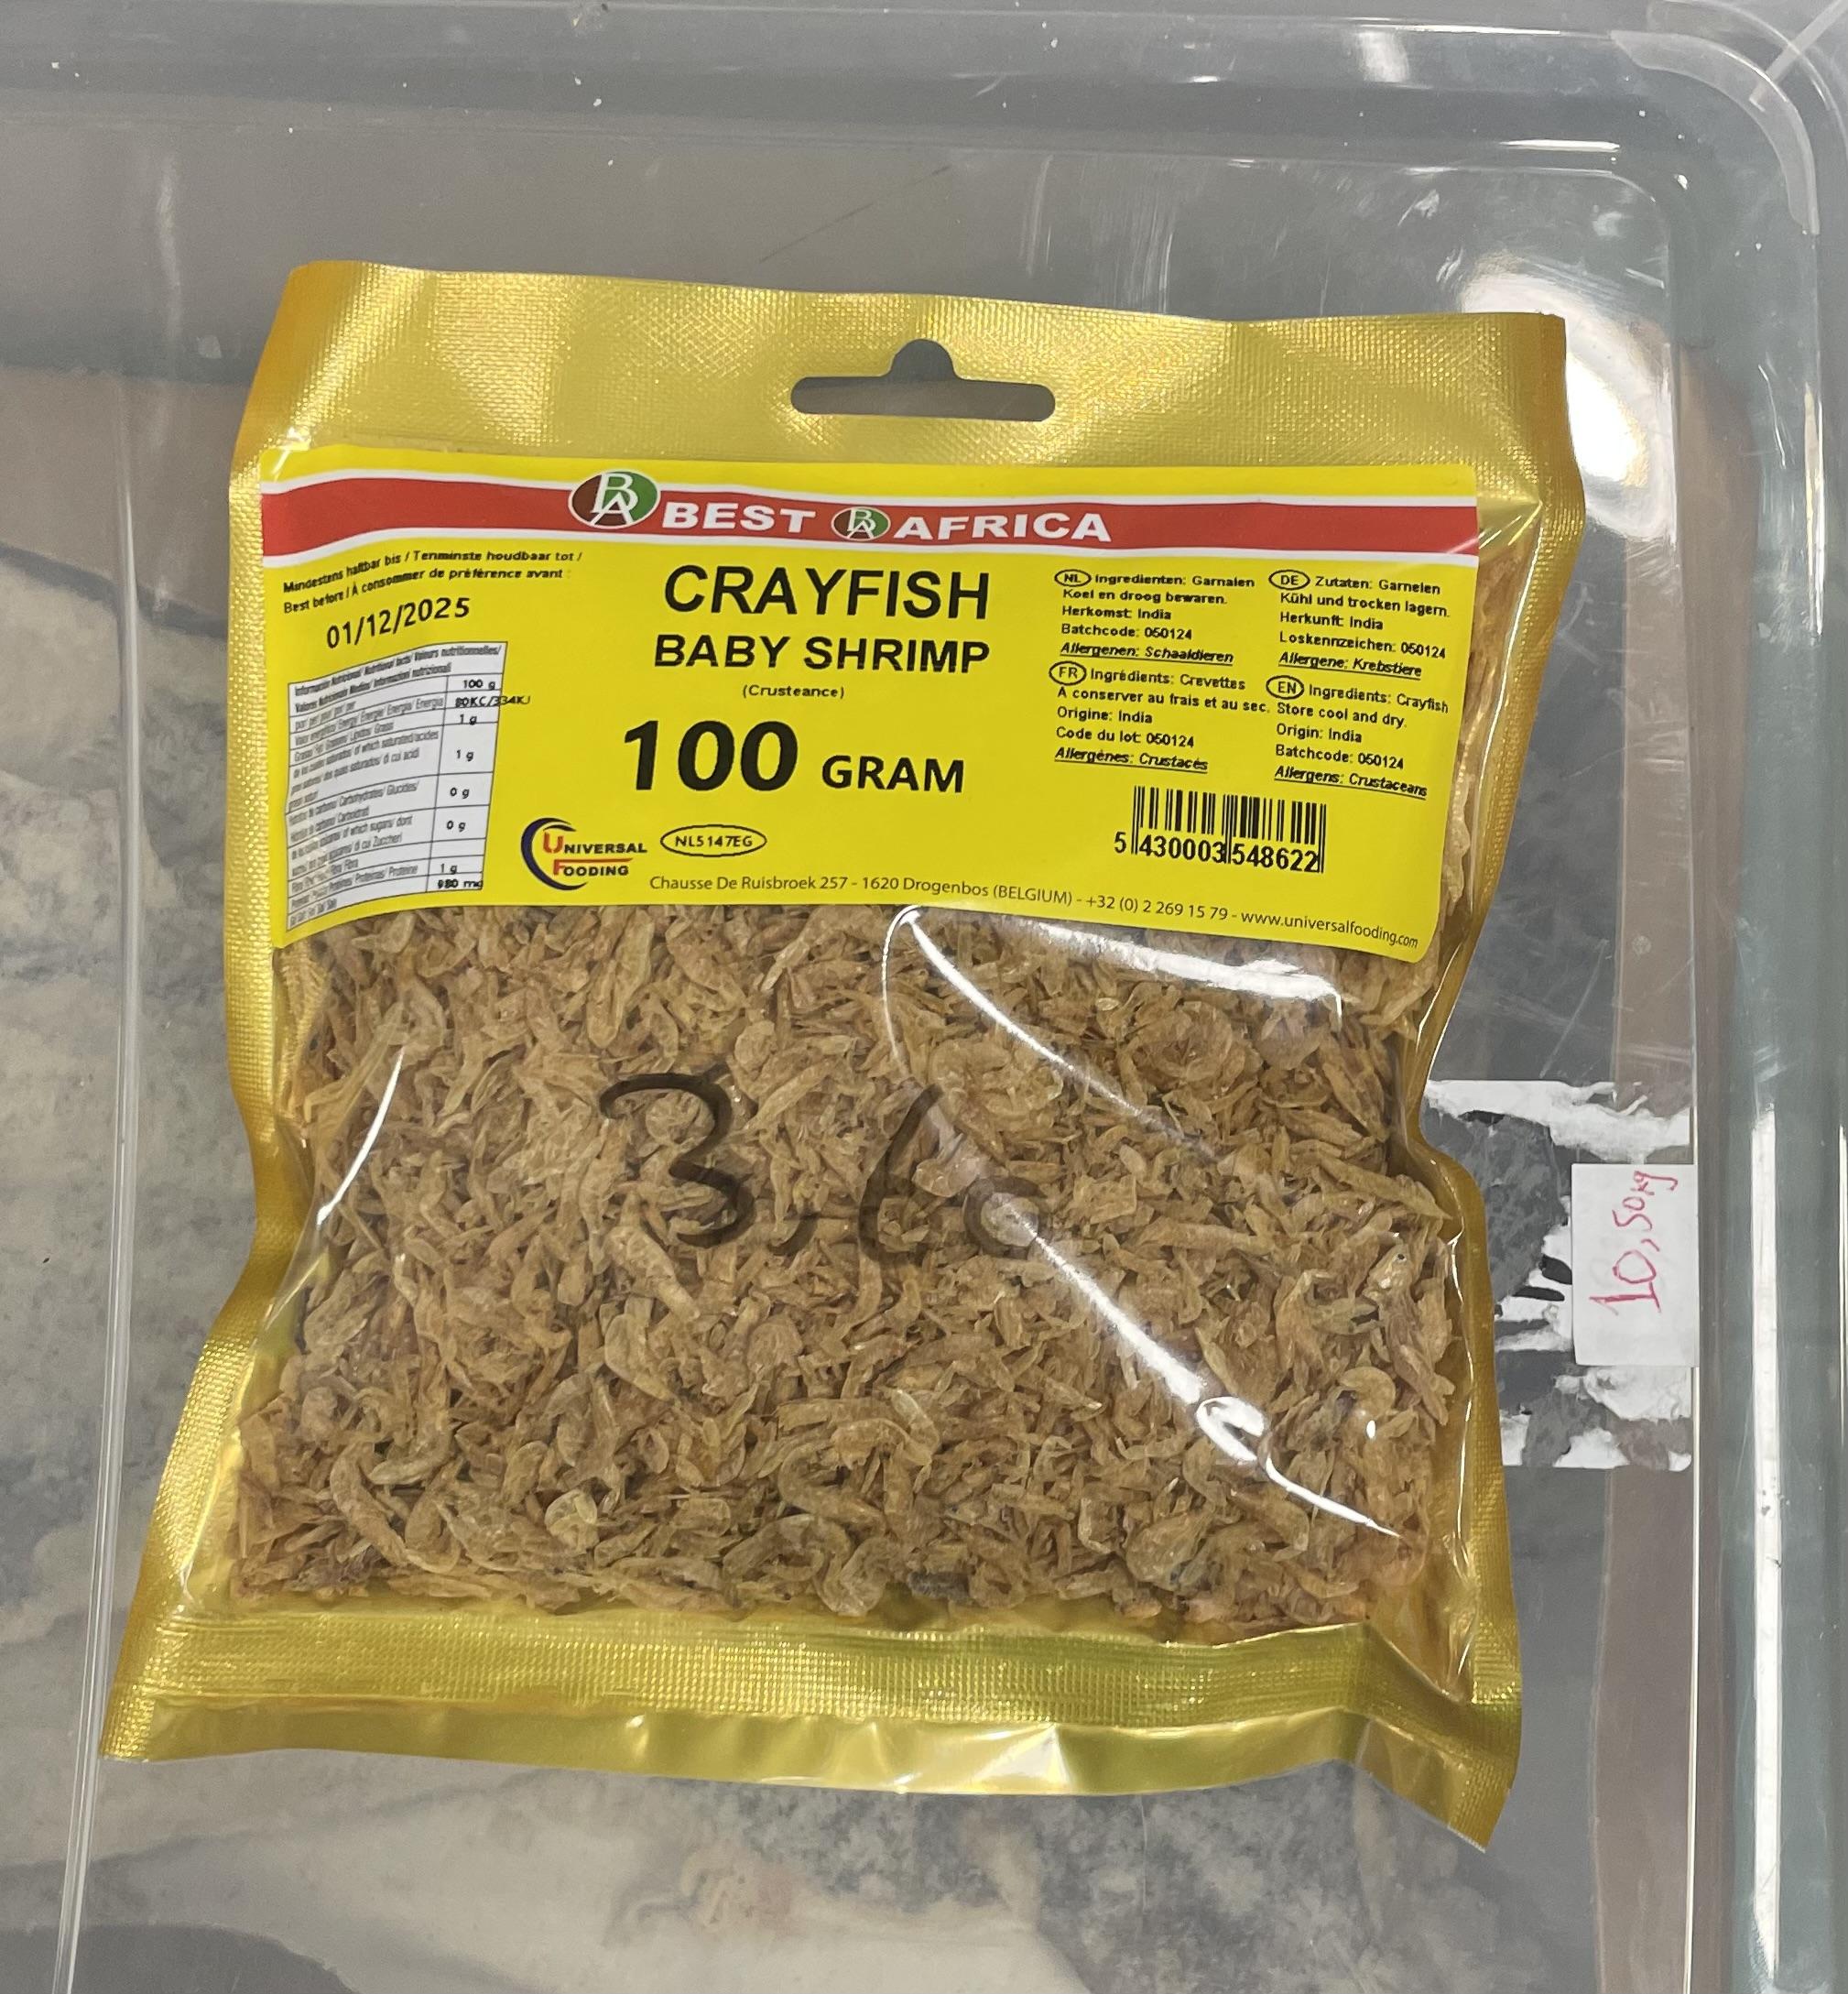 BA BEST BA AFRICA
Mindestens haltbar bis / Tenminste houdbaar tot /
Best before / À consommer de préférence avant :
01/12/2025
CRAYFISH
BABY SHRIMP
(Crusteance)
100 GRAM
NL Ingredienten: Garnalen
Koel en droog bewaren.
Herkomst: India
Batchcode: 050124
Allergenen: Schaaldieren
DE Zutaten: Garnelen
Kühl und trocken lagern.
Herkunft: India
Loskennzeichen: 050124
Allergene: Krebstiere
FR Ingrédients: Crevettes
A conserver au frais et au sec.
Origine: India
Code du lot: 050124
Allergènes: Crustacés
EN Ingredients: Crayfish
Store cool and dry.
Origin: India
Batchcode: 050124
Allergens: Crustaceans
100 g
80KC/334KJ
1 g
1 g
0 g
0 g
1 g
980 mg
UNIVERSAL
FOODING
NL5147EG
5 430003 548622
Chausse De Ruisbroek 257 - 1620 Drogenbos (BELGIUM) - +32 (0) 2 269 15 79 - www.universalfooding.com
3,60
10,50kg